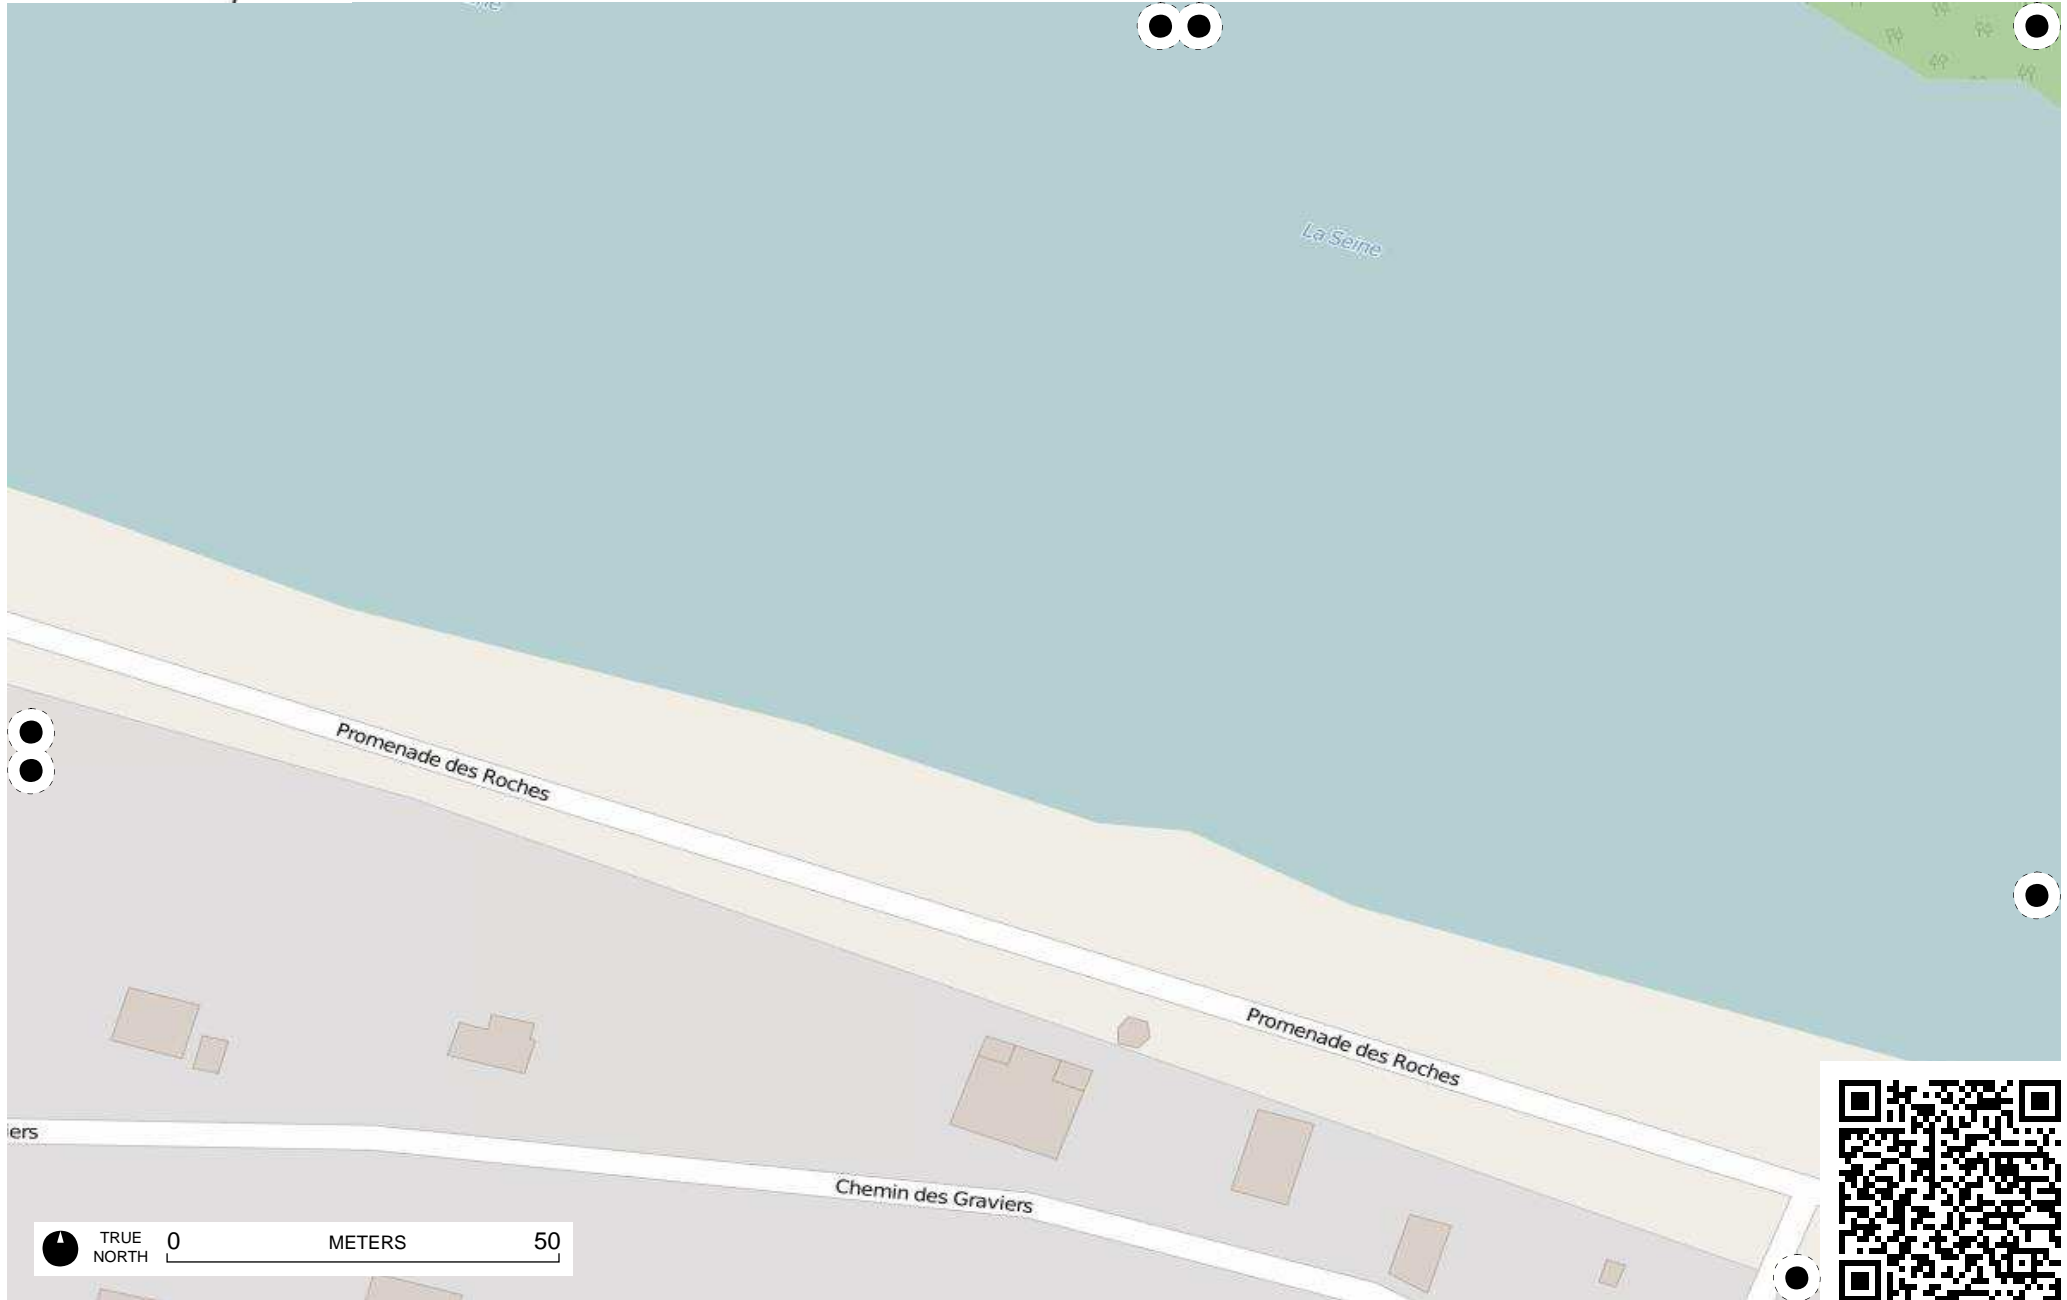 La Seine
Promenade des Roches
Promenade des Roches
iers
Chemin des Graviers
TRUE
NORTH
0 METERS 50